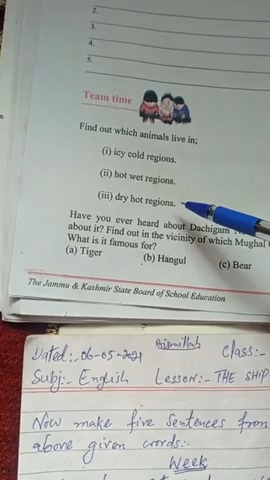 2.
3.
4.
5.
Team time
Find out which animals live in;
(i) icy cold regions.
(ii) hot wet regions.
(iii) dry hot regions.
Have you ever heard about Dachigam
about it? Find out in the vicinity of which Mughal
What is it famous for?
(a) Tiger (b) Hangul (c) Bear
The Jammu & Kashmir State Board of School Education
Bismillah
Dated:- 06-05-2021 Class:-
Subj:- English Lesson:- THE SHIP
Now make five sentences from
above given words:-
Week